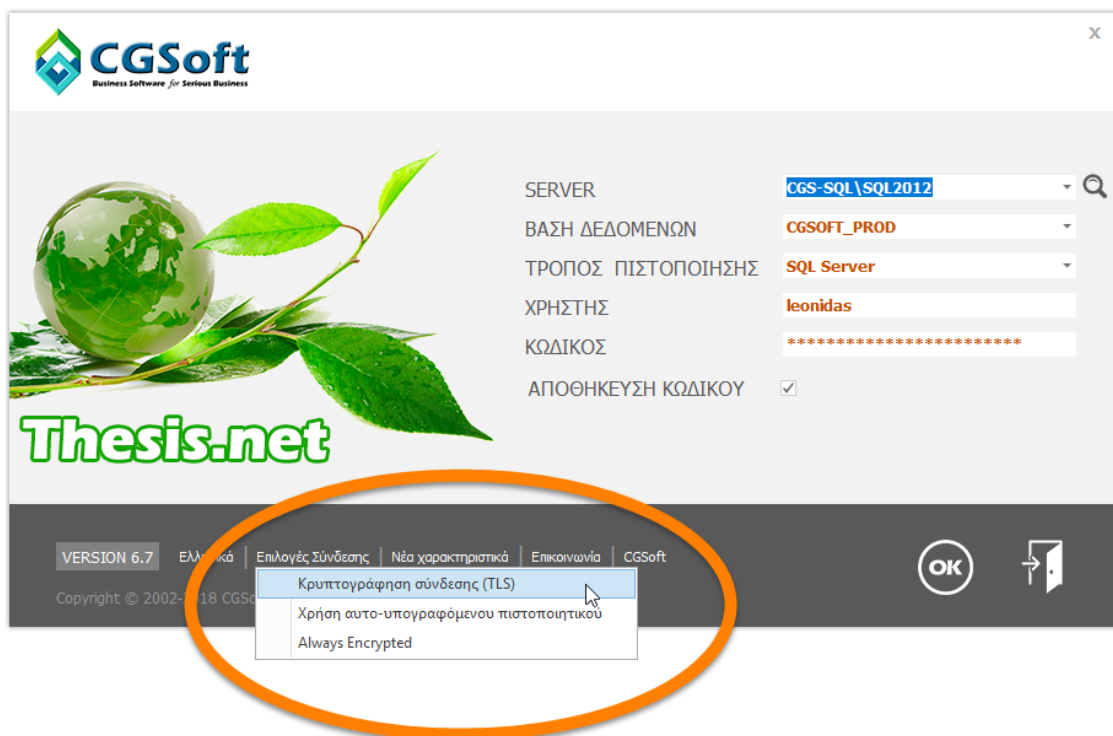 x
CGSoft
Business Software for Serious Business
SERVER CGS-SQL\SQL2012
ΒΑΣΗ ΔΕΔΟΜΕΝΩΝ CGSOFT_PROD
ΤΡΟΠΟΣ ΠΙΣΤΟΠΟΙΗΣΗΣ SQL Server
ΧΡΗΣΤΗΣ leonidas
ΚΩΔΙΚΟΣ ************************
ΑΠΟΘΗΚΕΥΣΗ ΚΩΔΙΚΟΥ
Thesis.net
VERSION 6.7 Επιλογές Σύνδεσης Νέα χαρακτηριστικά Επικοινωνία CGSoft OK
Κρυπτογράφηση σύνδεσης (TLS)
Copyright © 2002-
Χρήση αυτο-υπογραφόμενου πιστοποιητικού
Always Encrypted